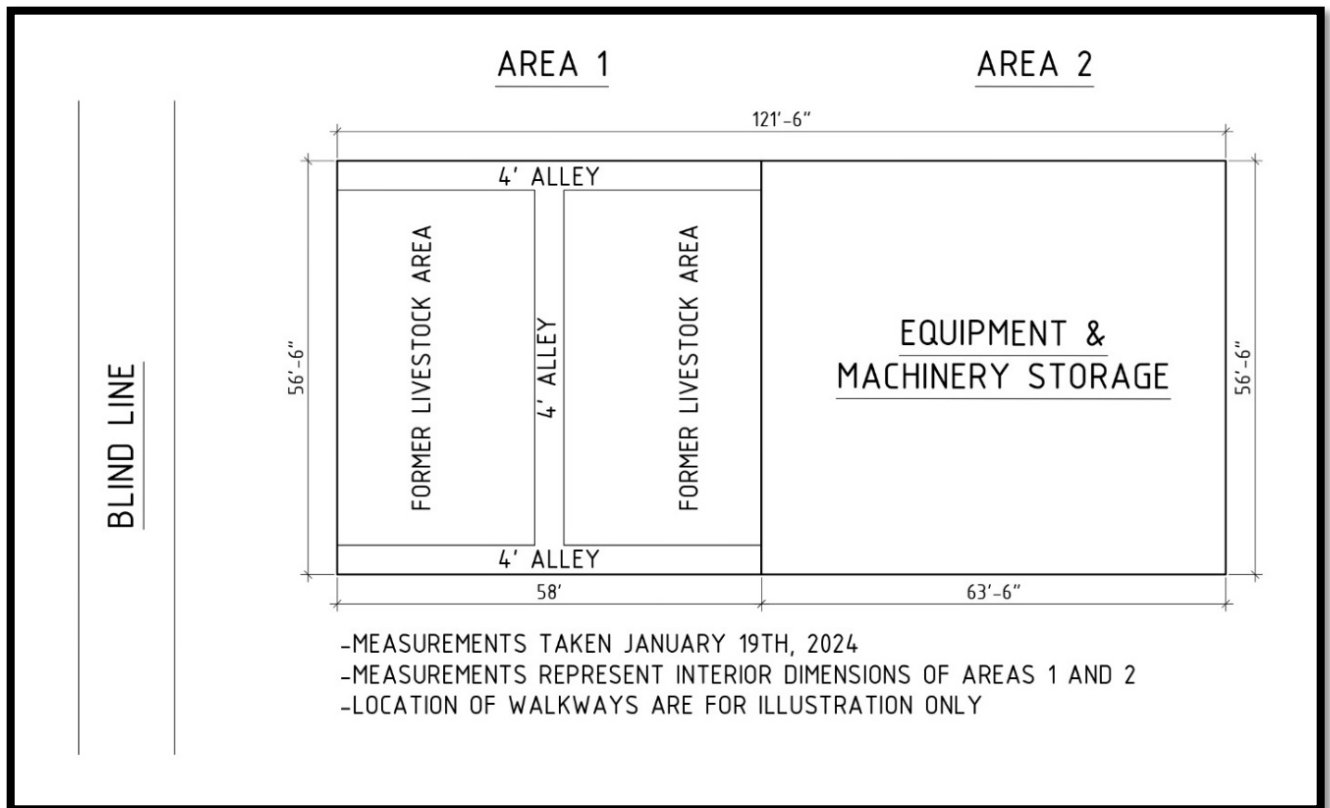 AREA 1
AREA 2
121'-6"
4' ALLEY
FORMER LIVESTOCK AREA
4' ALLEY
FORMER LIVESTOCK AREA
EQUIPMENT &
MACHINERY STORAGE
56'-6"
56'-6"
BLIND LINE
4' ALLEY
58'
63'-6"
-MEASUREMENTS TAKEN JANUARY 19TH, 2024
-MEASUREMENTS REPRESENT INTERIOR DIMENSIONS OF AREAS 1 AND 2
-LOCATION OF WALKWAYS ARE FOR ILLUSTRATION ONLY